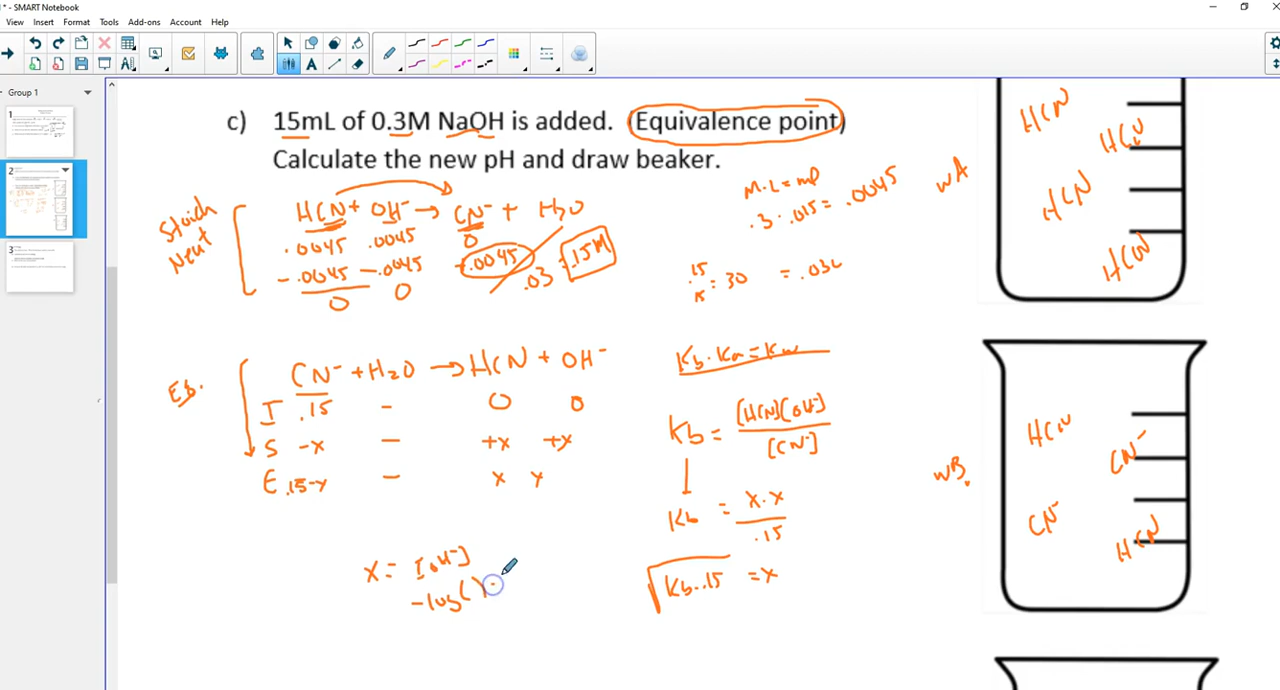 * - SMART Notebook
View Insert Format Tools Add-ons Account Help
Group 1
1
2
3
c) 15mL of 0.3M NaOH is added. (Equivalence point)
Calculate the new pH and draw beaker.
Stoich
Neut
HCN + OH⁻ → CN⁻ + H₂O
.0045 .0045 0
-.0045 -.0045 +.0045
0 0
.03 = .15M
M·L = mol
.3 · .015 = .0045
.15
15 = 30 = .03L
WA
HCN
HCN
HCN
HCN
Eq.
CN⁻ + H₂O → HCN + OH⁻
I .15 - 0 0
S -x - +x +x
E .15-x - x x
Kb · Ka = Kw
Kb = [HCN][OH⁻]
[CN⁻]
Kb = x·x
.15
√Kb·.15 = x
x = [OH⁻]
-log( ) =
WB.
HCN
CN⁻
CN⁻
HCN